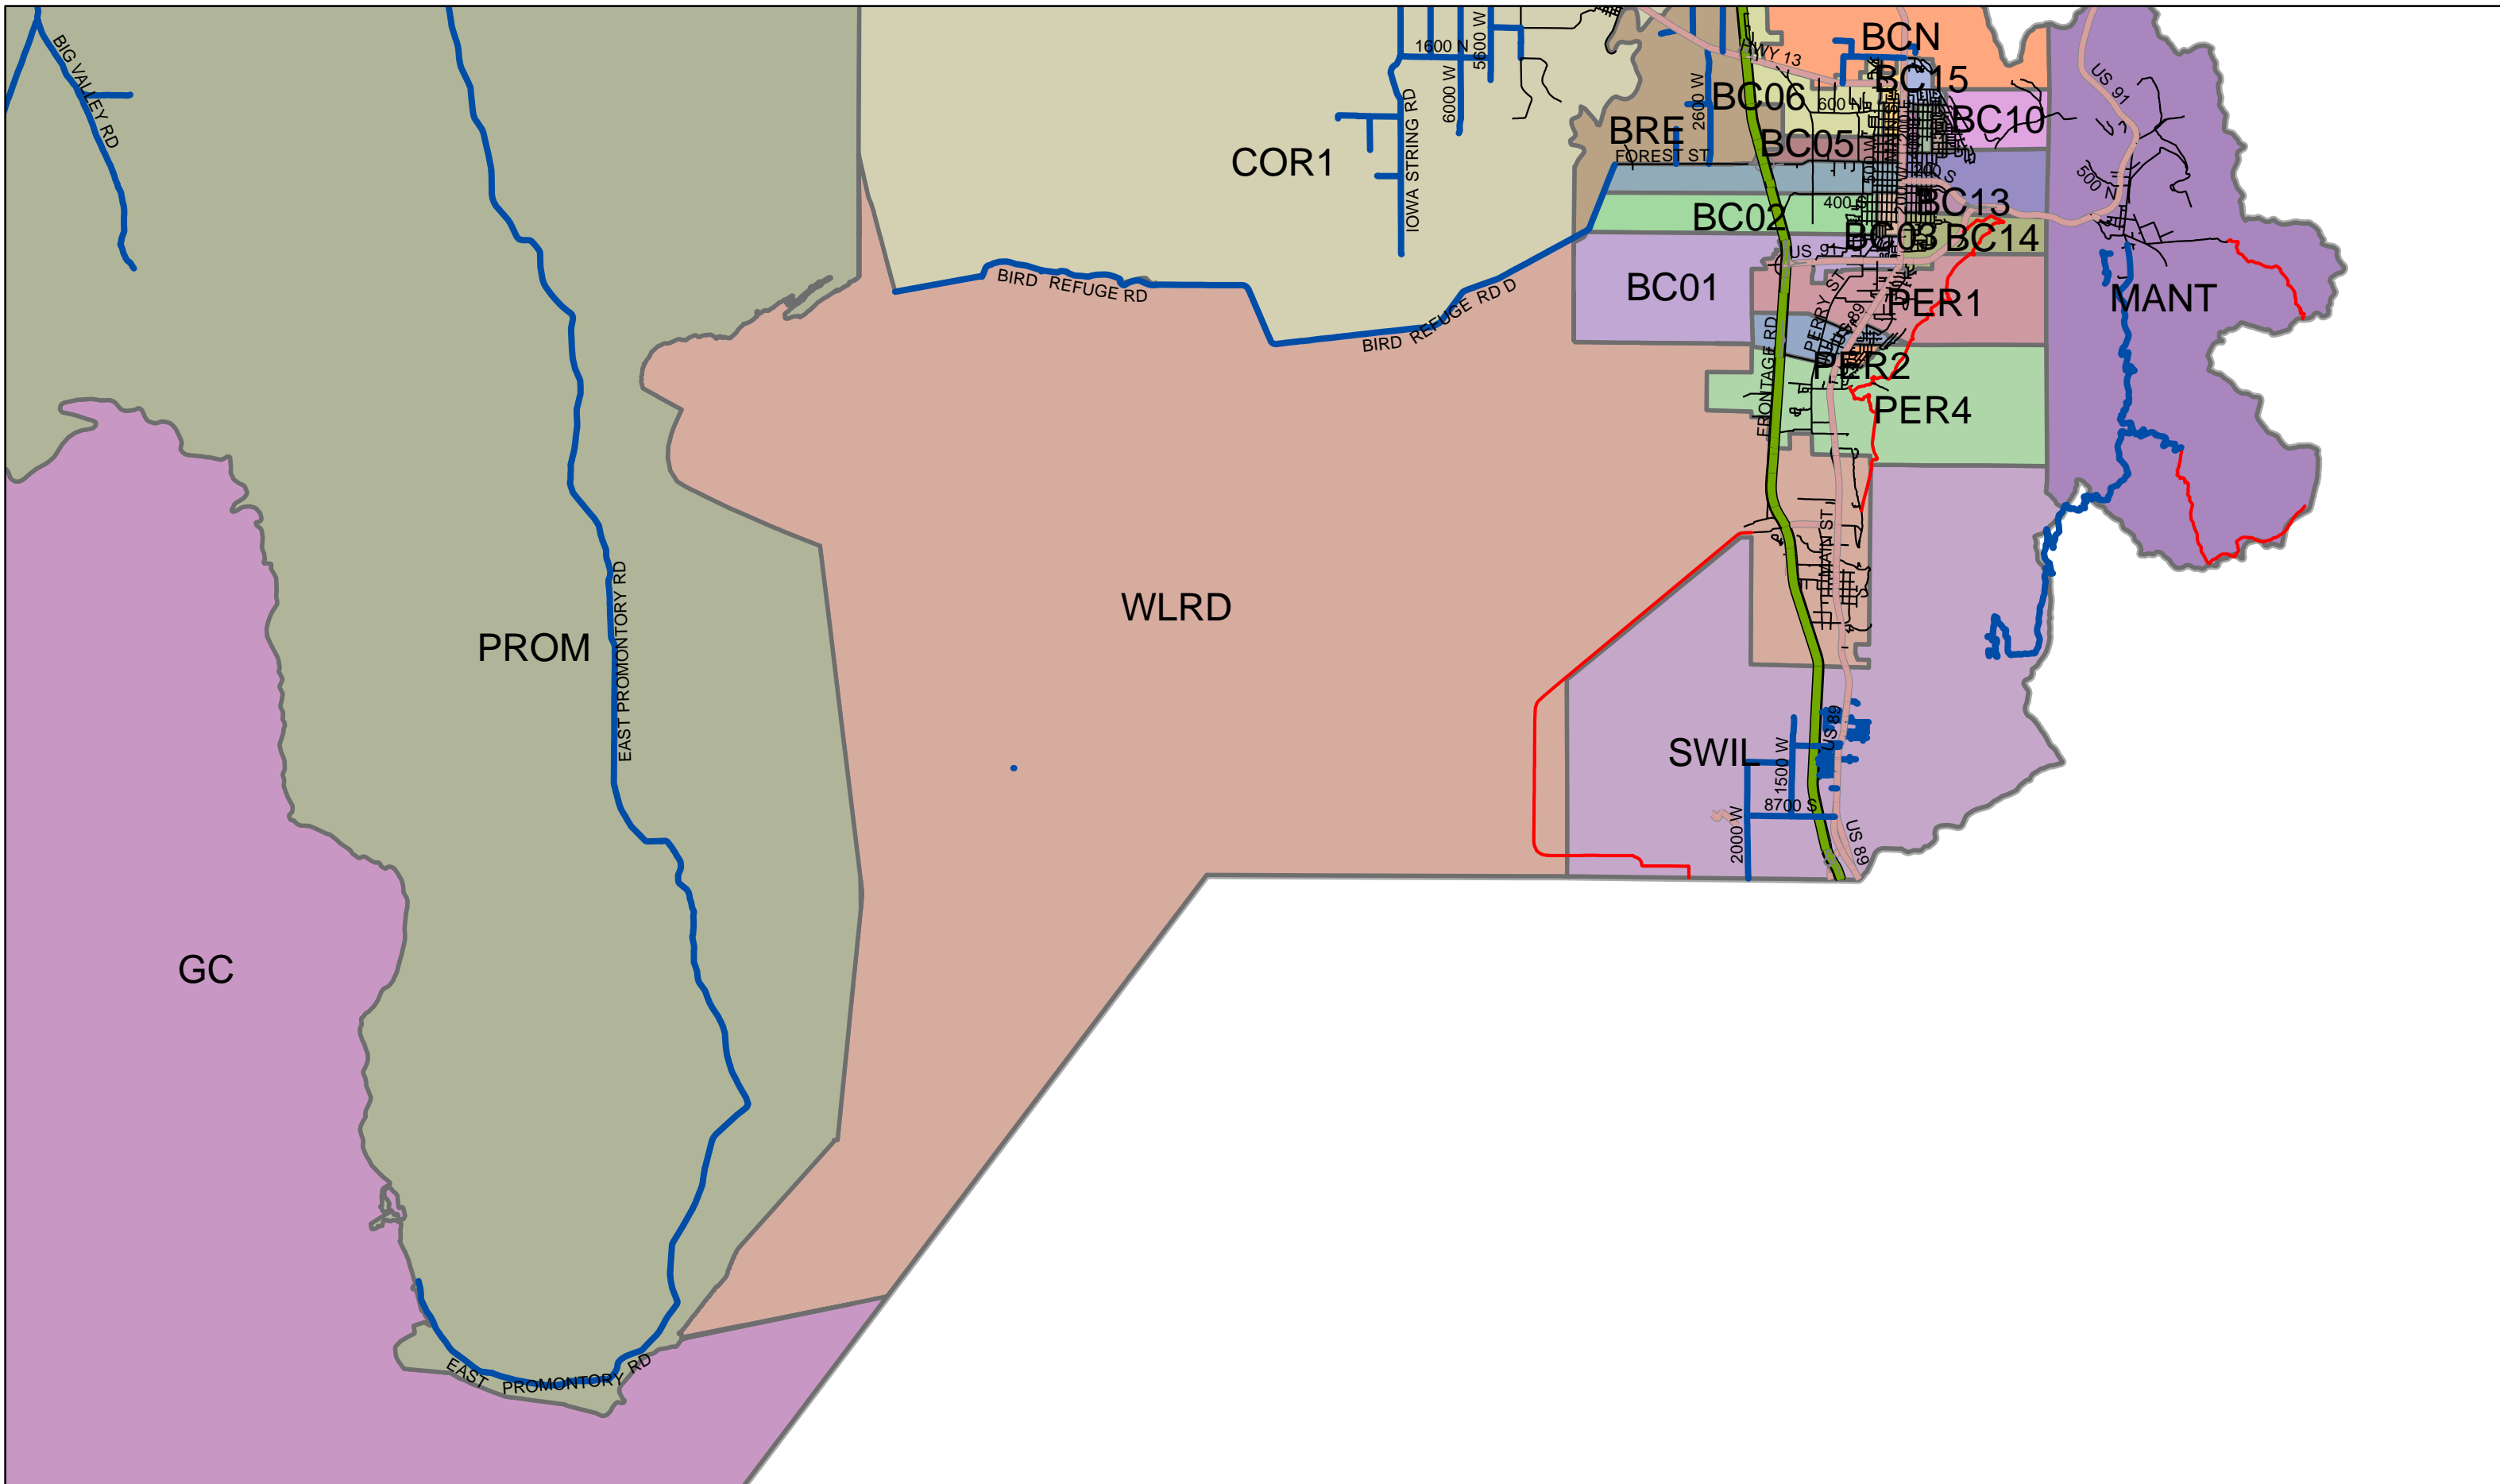 BIG VALLEY RD
1600 N
5600 W
6000 W
IOWA STRING RD
COR1
HWY 13
BCN
BC15
US 91
BC06
2600 W
600 N
BC10
BRE
BC05
FOREST ST
500 W
500 N
BC02
400 S
BC13
BC03
BC14
US 91
BC01
BIRD REFUGE RD
BIRD REFUGE RD D
PERRY ST
US 89
PER1
MANT
FRONTAGE RD
PER2
PER4
MAIN ST
WLRD
PROM
EAST PROMONTORY RD
SWIL
US 89
1500 W
8700 S
2000 W
US 89
GC
EAST PROMONTORY RD